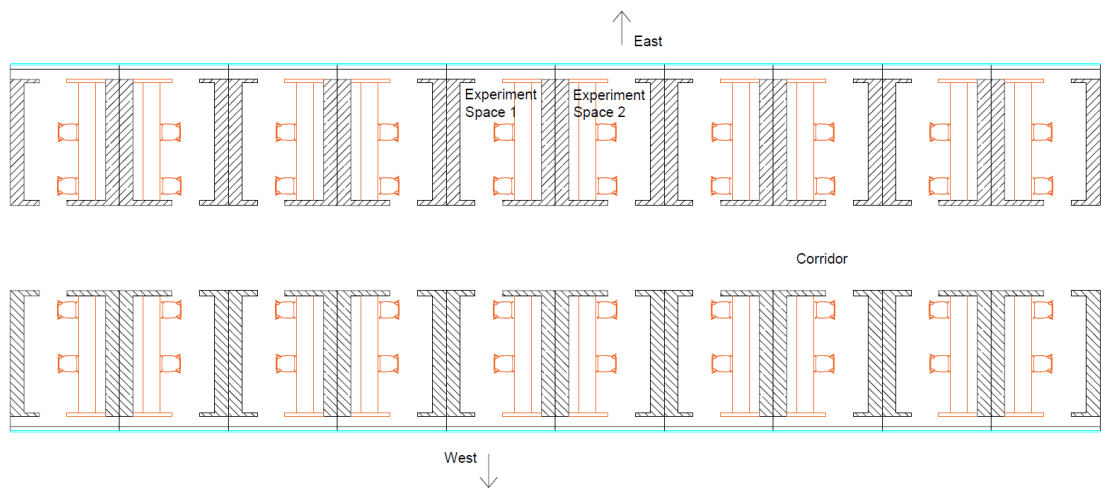 East
Experiment
Space 1
Experiment
Space 2
Corridor
West